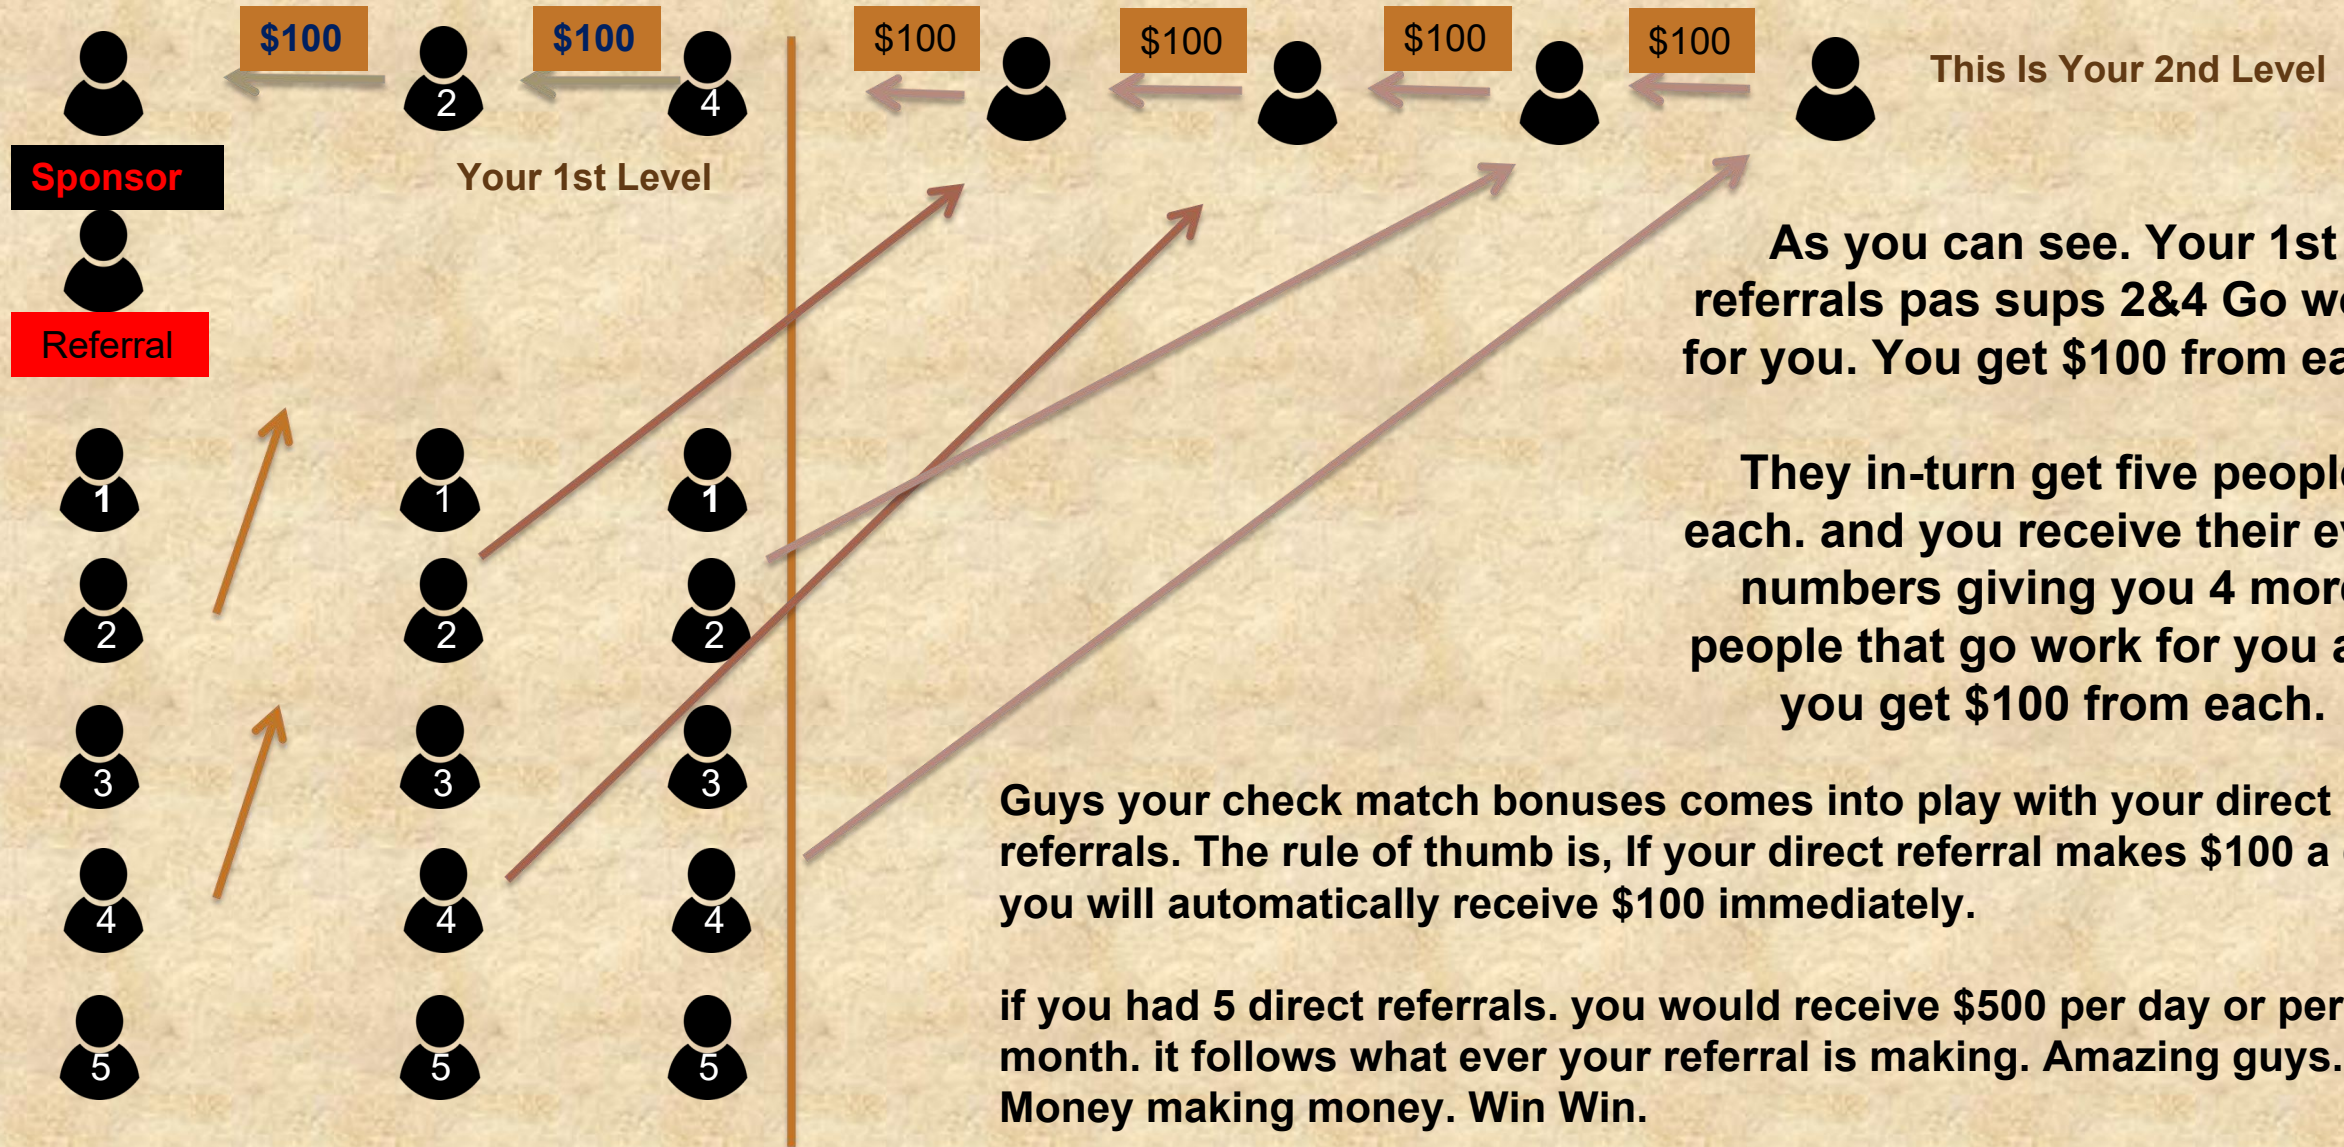 $100 $100 $100 $100 $100 $100
This Is Your 2nd Level
2 4
Sponsor
Your 1st Level
Referral
As you can see. Your 1st
referrals pas sups 2&4 Go
for you. You get $100 from
They in-turn get five
each. and you receive their
numbers giving you 4
people that go work for you
you get $100 from each.
1 1 1
2 2 2
3 3 3
4 4 4
5 5 5
Guys your check match bonuses comes into play with your direct
referrals. The rule of thumb is, If your direct referral makes $100 a
you will automatically receive $100 immediately.
if you had 5 direct referrals. you would receive $500 per day or per
month. it follows what ever your referral is making. Amazing guys.
Money making money. Win Win.